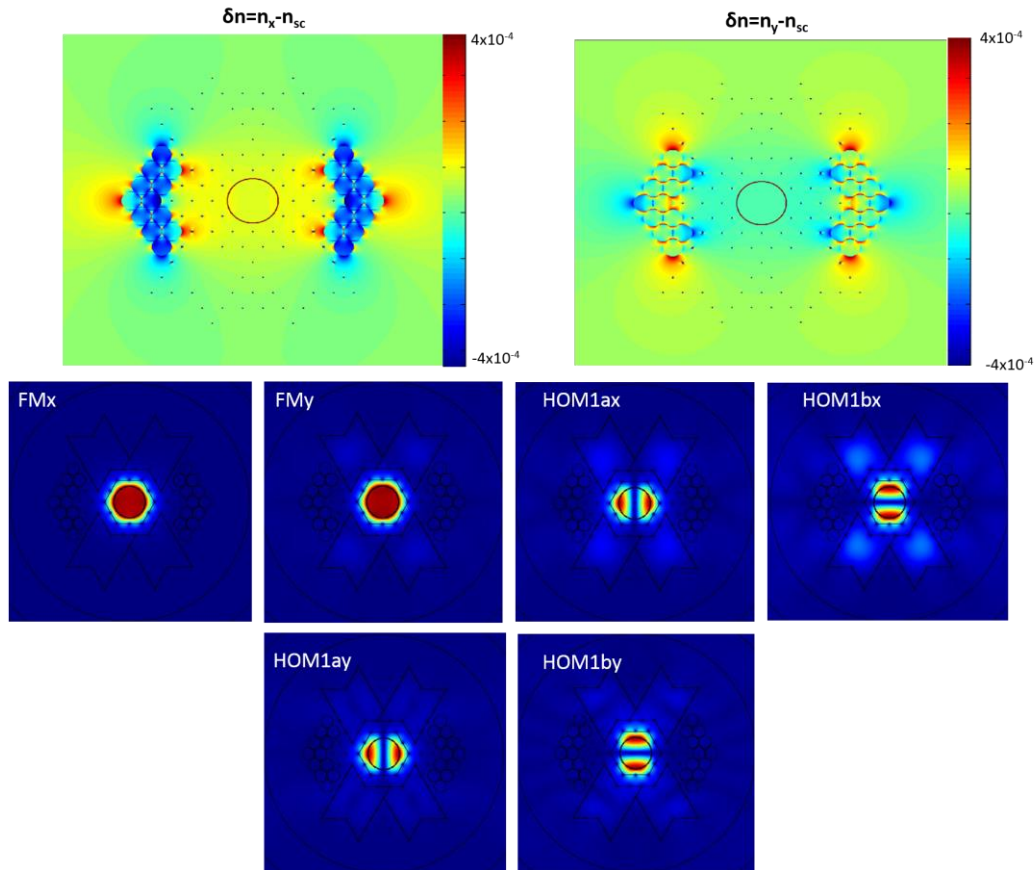 δn=nx-nsc
δn=ny-nsc
4x10-4
-4x10-4
4x10-4
-4x10-4
FMx
FMy
HOM1ax
HOM1bx
HOM1ay
HOM1by